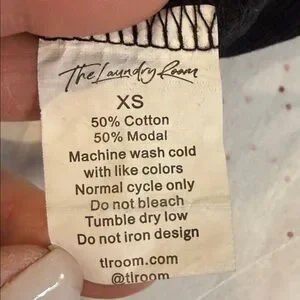 The Laundry Room
XS
50% Cotton
50% Modal
Machine wash cold
with like colors
Normal cycle only
Do not bleach
Tumble dry low
Do not iron design
tlroom.com
@tlroom